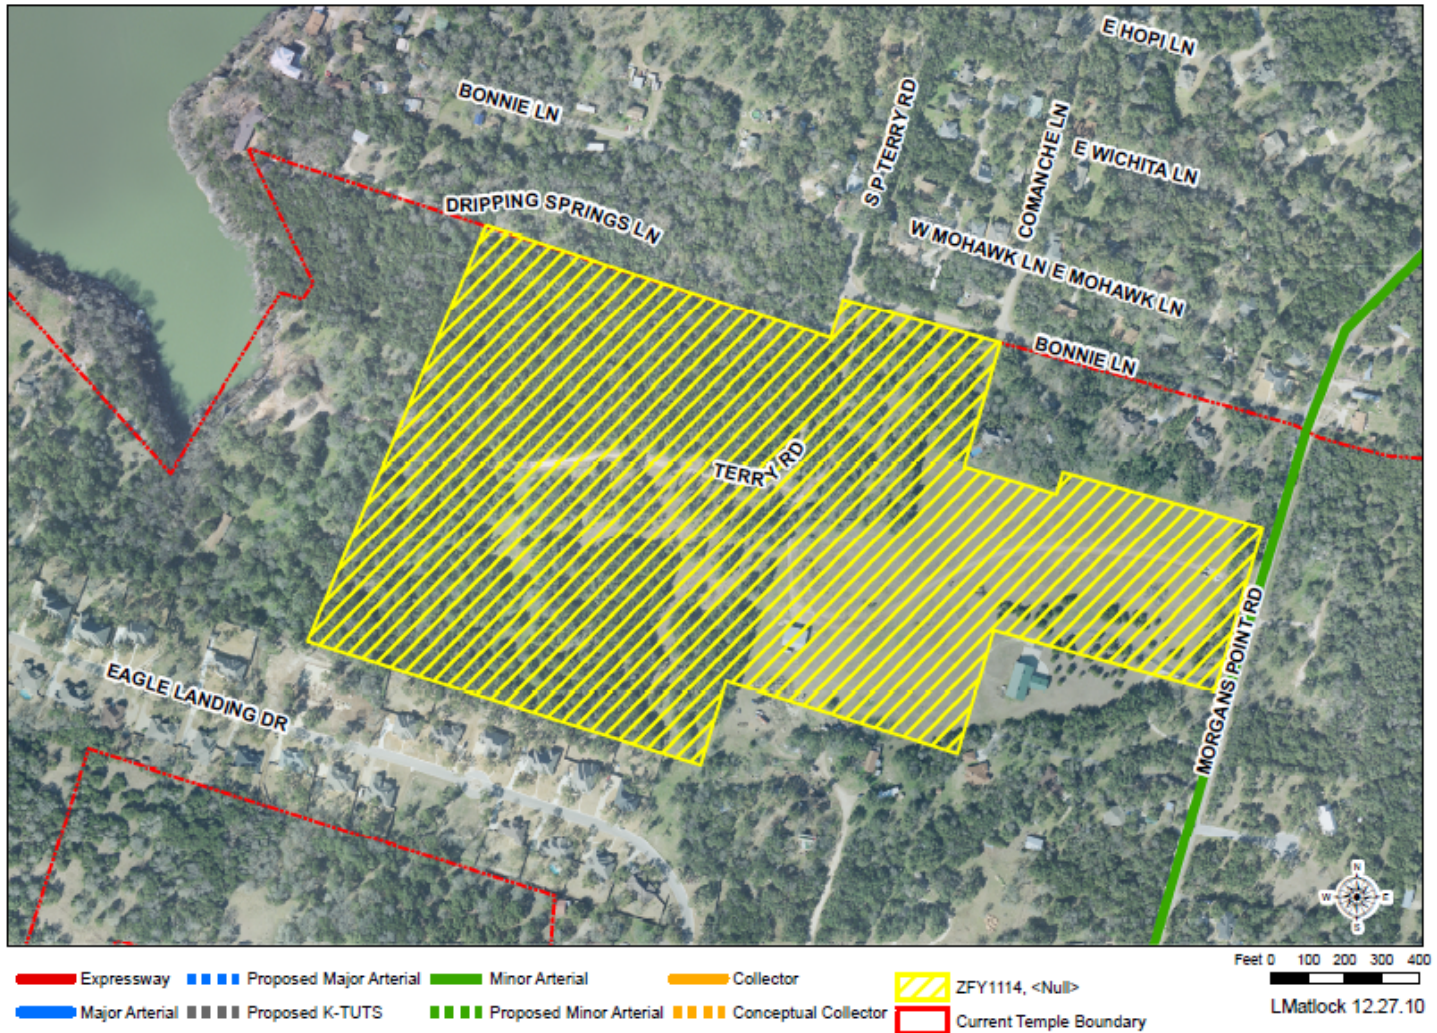 E HOPI LN
BONNIE LN
S P TERRY RD
COMANCHE LN
E WICHITA LN
DRIPPING SPRINGS LN
W MOHAWK LN E MOHAWK LN
BONNIE LN
TERRY RD
MORGANS POINT RD
EAGLE LANDING DR
N
W E
S
Expressway Proposed Major Arterial Minor Arterial Collector ZFY1114, <Null>
Major Arterial Proposed K-TUTS Proposed Minor Arterial Conceptual Collector Current Temple Boundary
Feet 0 100 200 300 400
LMatlock 12.27.10